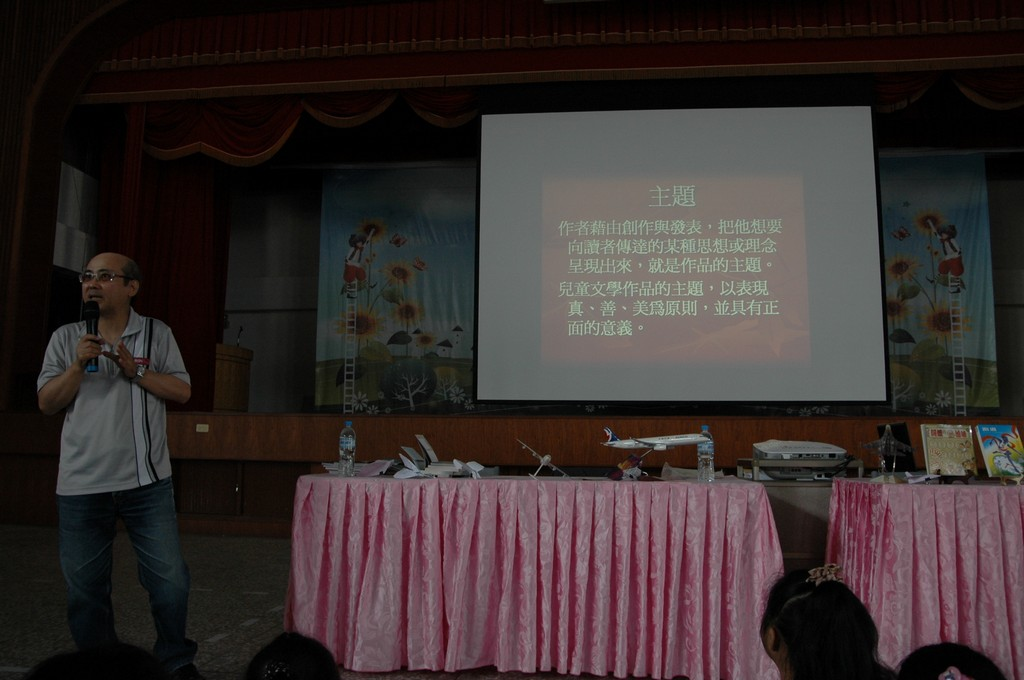 主題
作者藉由創作與發表，把他想要
向讀者傳達的某種思想或理念
呈現出來，就是作品的主題。
兒童文學作品的主題，以表現
真、善、美為原則，並具有正
面的意義。